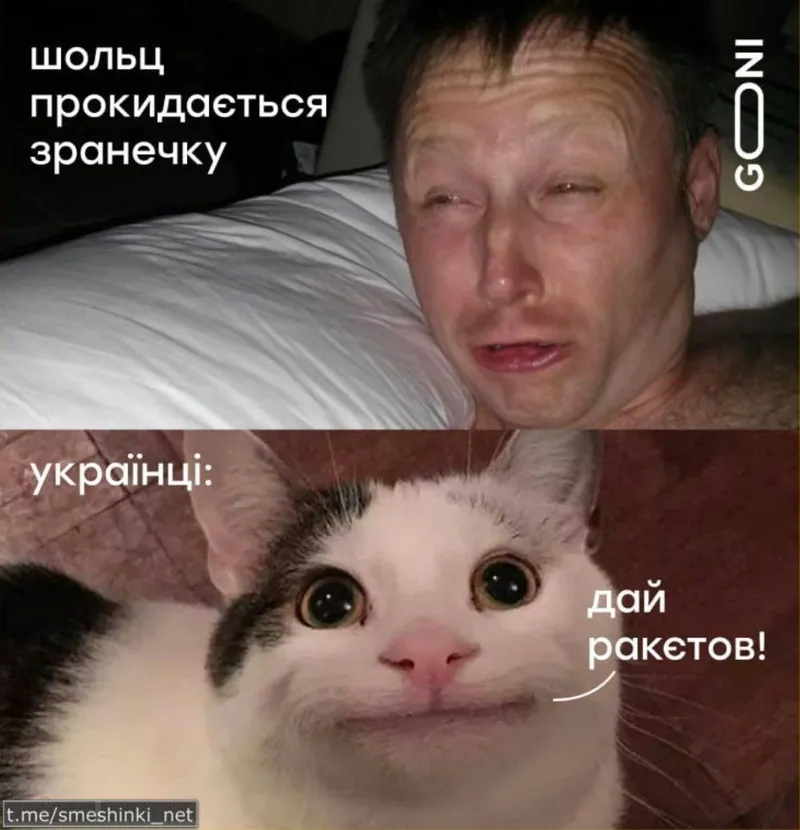 шольц
прокидається
зранечку
GONI
українці:
дай
ракєтов!
t.me/smeshinki_net